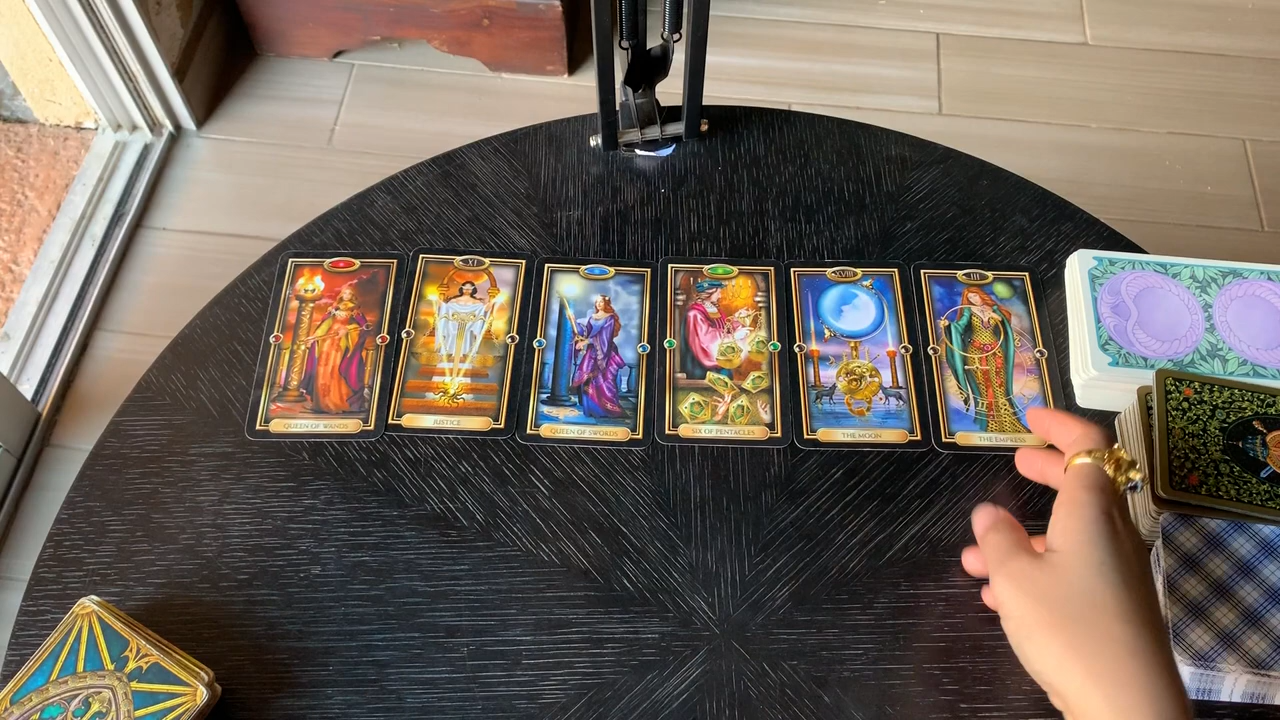 QUEEN OF WANDS
XI
JUSTICE
QUEEN OF SWORDS
SIX OF PENTACLES
XVIII
THE MOON
III
THE EMPRESS